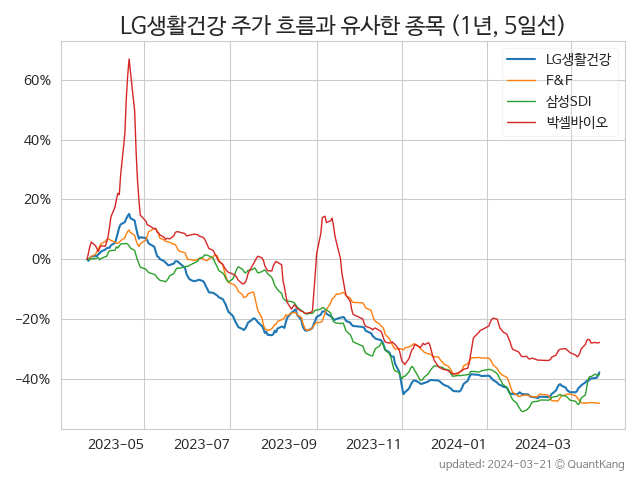 LG생활건강 주가 흐름과 유사한 종목 (1년, 5일선)
LG생활건강
F&F
삼성SDI
박셀바이오
60%
40%
20%
0%
−20%
−40%
2023-05
2023-07
2023-09
2023-11
2024-01
2024-03
updated: 2024-03-21 © QuantKang